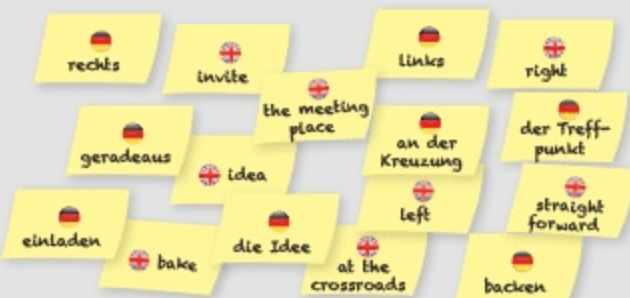 rechts
invite
links
right
the meeting
place
der Treff-
punkt
geradeaus
an der
Kreuzung
idea
left
straight
forward
einladen
die Idee
bake
at the
crossroads
backen